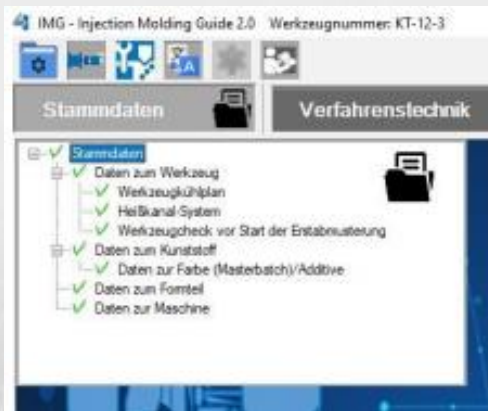 IMG - Injection Molding Guide 2.0 Werkzeugnummer: KT-12-3
Stammdaten
Verfahrenstechnik
Stammdaten
Daten zum Werkzeug
Werkzeugkühlplan
Heißkanal-System
Werkzeugcheck vor Start der Erstabmusterung
Daten zum Kunststoff
Daten zur Farbe (Masterbatch)/Additive
Daten zum Formteil
Daten zur Maschine